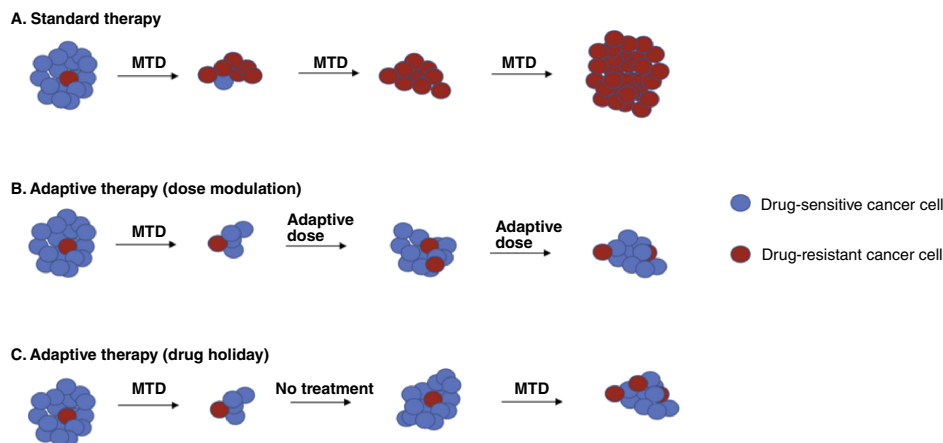 A. Standard therapy
MTD
MTD
MTD
B. Adaptive therapy (dose modulation)
MTD
Adaptive
dose
Adaptive
dose
Drug-sensitive cancer cell
Drug-resistant cancer cell
C. Adaptive therapy (drug holiday)
MTD
No treatment
MTD